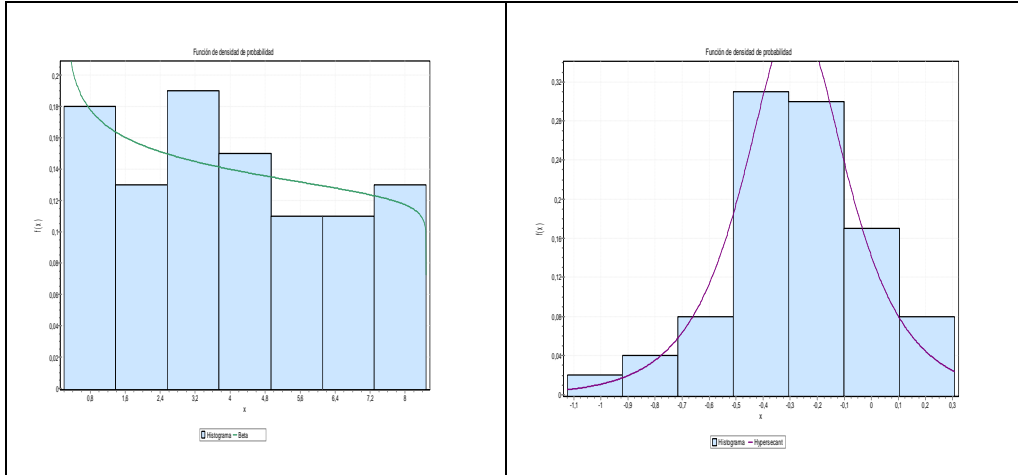 Función de densidad de probabilidad
0,2
0,18
0,16
0,14
0,12
0,1
0,08
0,06
0,04
0,02
0
f(x)
0,8 1,6 2,4 3,2 4 4,8 5,6 6,4 7,2 8
x
Histograma Beta
Función de densidad de probabilidad
0,32
0,28
0,24
0,2
0,16
0,12
0,08
0,04
0
f(x)
-1,1 -1 -0,9 -0,8 -0,7 -0,6 -0,5 -0,4 -0,3 -0,2 -0,1 0 0,1 0,2 0,3
x
Histograma Hypersecant